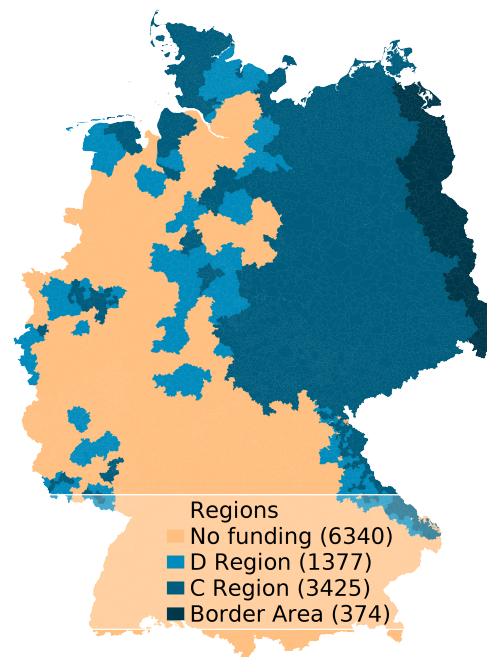 Regions
No funding (6340)
D Region (1377)
C Region (3425)
Border Area (374)